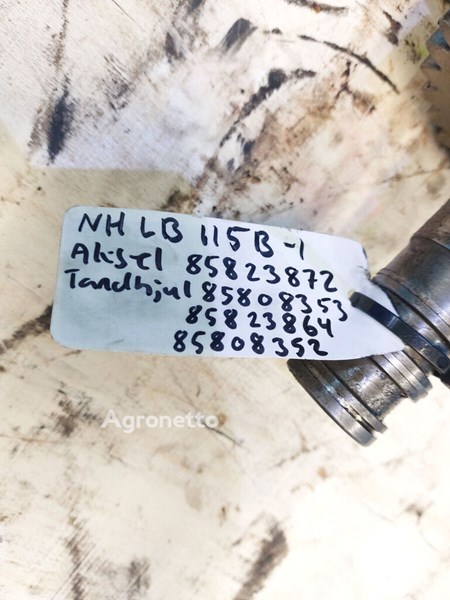 NH LB 115B-1
Aksel 85823872
Tandhjul 85808353
85823864
85808352
Agronetto